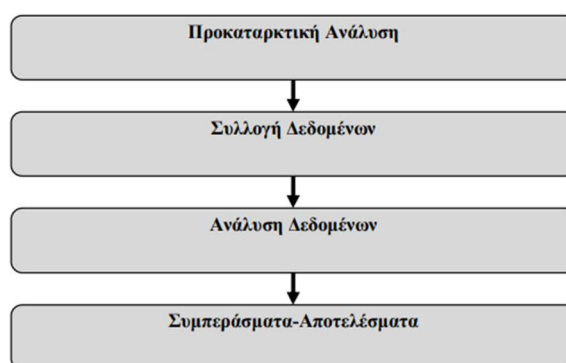 Προκαταρκτική Ανάλυση
Συλλογή Δεδομένων
Ανάλυση Δεδομένων
Συμπεράσματα-Αποτελέσματα